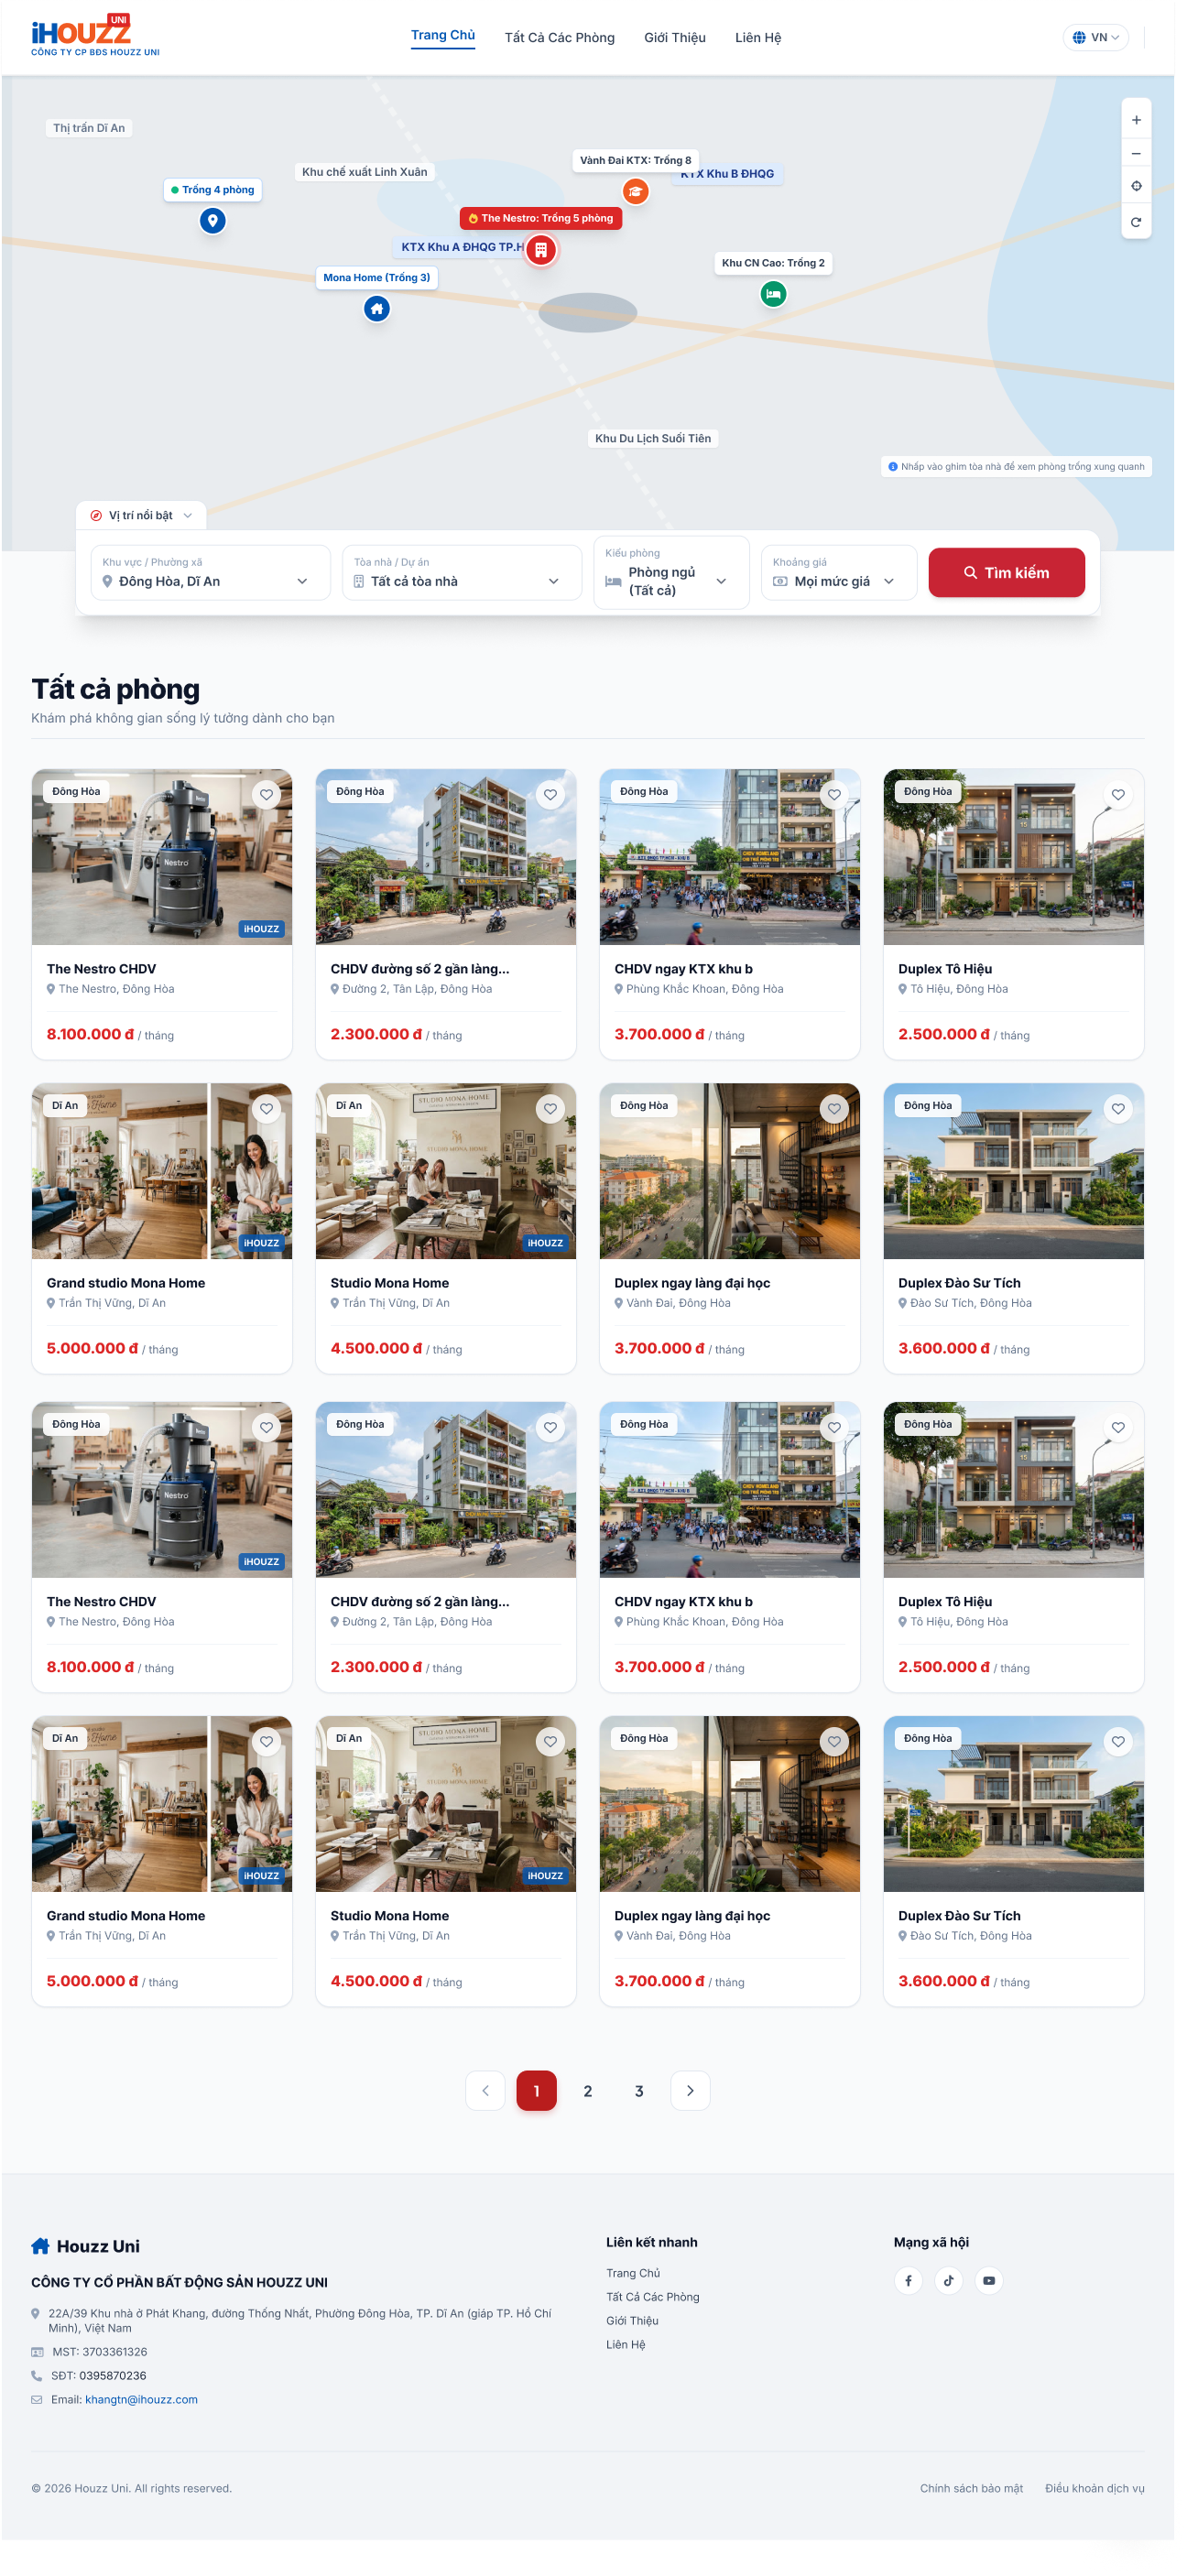 iHOUZZ UNI
CÔNG TY CP BĐS HOUZZ UNI
Trang Chủ
Tất Cả Các Phòng
Giới Thiệu
Liên Hệ
VN
Thị trấn Dĩ An
Khu chế xuất Linh Xuân
Vành Đai KTX: Trống 8
KTX Khu B ĐHQG
Trống 4 phòng
The Nestro: Trống 5 phòng
KTX Khu A ĐHQG TP.H
Khu CN Cao: Trống 2
Mona Home (Trống 3)
Khu Du Lịch Suối Tiên
Nhấp vào ghim tòa nhà để xem phòng trống xung quanh
Vị trí nổi bật
Khu vực / Phường xã
Đông Hòa, Dĩ An
Tòa nhà / Dự án
Tất cả tòa nhà
Kiểu phòng
Phòng ngủ
(Tất cả)
Khoảng giá
Mọi mức giá
Tìm kiếm
Tất cả phòng
Khám phá không gian sống lý tưởng dành cho bạn
Đông Hòa
Nestro
iHOUZZ
The Nestro CHDV
The Nestro, Đông Hòa
8.100.000 đ / tháng
Đông Hòa
CHDV đường số 2 gần làng...
Đường 2, Tân Lập, Đông Hòa
2.300.000 đ / tháng
Đông Hòa
CHDV ngay KTX khu b
Phùng Khắc Khoan, Đông Hòa
3.700.000 đ / tháng
Đông Hòa
15
Duplex Tô Hiệu
Tô Hiệu, Đông Hòa
2.500.000 đ / tháng
Dĩ An
Home
iHOUZZ
Grand studio Mona Home
Trần Thị Vững, Dĩ An
5.000.000 đ / tháng
Dĩ An
STUDIO MONA HOME
STUDIO MONA HOME
iHOUZZ
Studio Mona Home
Trần Thị Vững, Dĩ An
4.500.000 đ / tháng
Đông Hòa
Duplex ngay làng đại học
Vành Đai, Đông Hòa
3.700.000 đ / tháng
Đông Hòa
Duplex Đào Sư Tích
Đào Sư Tích, Đông Hòa
3.600.000 đ / tháng
Đông Hòa
Nestro
iHOUZZ
The Nestro CHDV
The Nestro, Đông Hòa
8.100.000 đ / tháng
Đông Hòa
CHDV đường số 2 gần làng...
Đường 2, Tân Lập, Đông Hòa
2.300.000 đ / tháng
Đông Hòa
CHDV ngay KTX khu b
Phùng Khắc Khoan, Đông Hòa
3.700.000 đ / tháng
Đông Hòa
15
Duplex Tô Hiệu
Tô Hiệu, Đông Hòa
2.500.000 đ / tháng
Dĩ An
Home
iHOUZZ
Grand studio Mona Home
Trần Thị Vững, Dĩ An
5.000.000 đ / tháng
Dĩ An
STUDIO MONA HOME
STUDIO MONA HOME
iHOUZZ
Studio Mona Home
Trần Thị Vững, Dĩ An
4.500.000 đ / tháng
Đông Hòa
Duplex ngay làng đại học
Vành Đai, Đông Hòa
3.700.000 đ / tháng
Đông Hòa
Duplex Đào Sư Tích
Đào Sư Tích, Đông Hòa
3.600.000 đ / tháng
1
2
3
Houzz Uni
CÔNG TY CỔ PHẦN BẤT ĐỘNG SẢN HOUZZ UNI
22A/39 Khu nhà ở Phát Khang, đường Thống Nhất, Phường Đông Hòa, TP. Dĩ An (giáp TP. Hồ Chí
Minh), Việt Nam
MST: 3703361326
SĐT: 0395870236
Email: khangtn@ihouzz.com
Liên kết nhanh
Trang Chủ
Tất Cả Các Phòng
Giới Thiệu
Liên Hệ
Mạng xã hội
© 2026 Houzz Uni. All rights reserved.
Chính sách bảo mật
Điều khoản dịch vụ